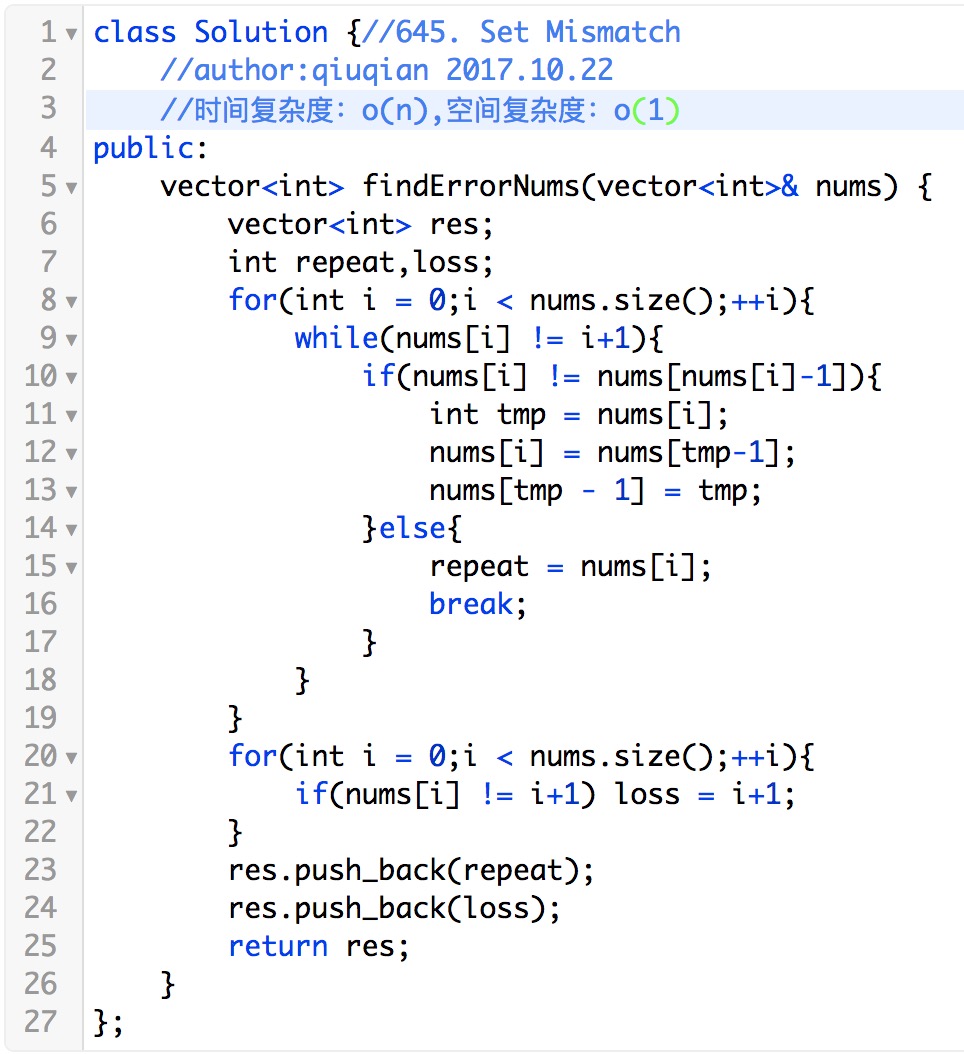 1 class Solution {//645. Set Mismatch
2 //author:qiuqian 2017.10.22
3 //时间复杂度：o(n),空间复杂度：o(1)
4 public:
5 vector<int> findErrorNums(vector<int>& nums) {
6 vector<int> res;
7 int repeat,loss;
8 for(int i = 0;i < nums.size();++i){
9 while(nums[i] != i+1){
10 if(nums[i] != nums[nums[i]-1]){
11 int tmp = nums[i];
12 nums[i] = nums[tmp-1];
13 nums[tmp - 1] = tmp;
14 }else{
15 repeat = nums[i];
16 break;
17 }
18 }
19 }
20 for(int i = 0;i < nums.size();++i){
21 if(nums[i] != i+1) loss = i+1;
22 }
23 res.push_back(repeat);
24 res.push_back(loss);
25 return res;
26 }
27 };